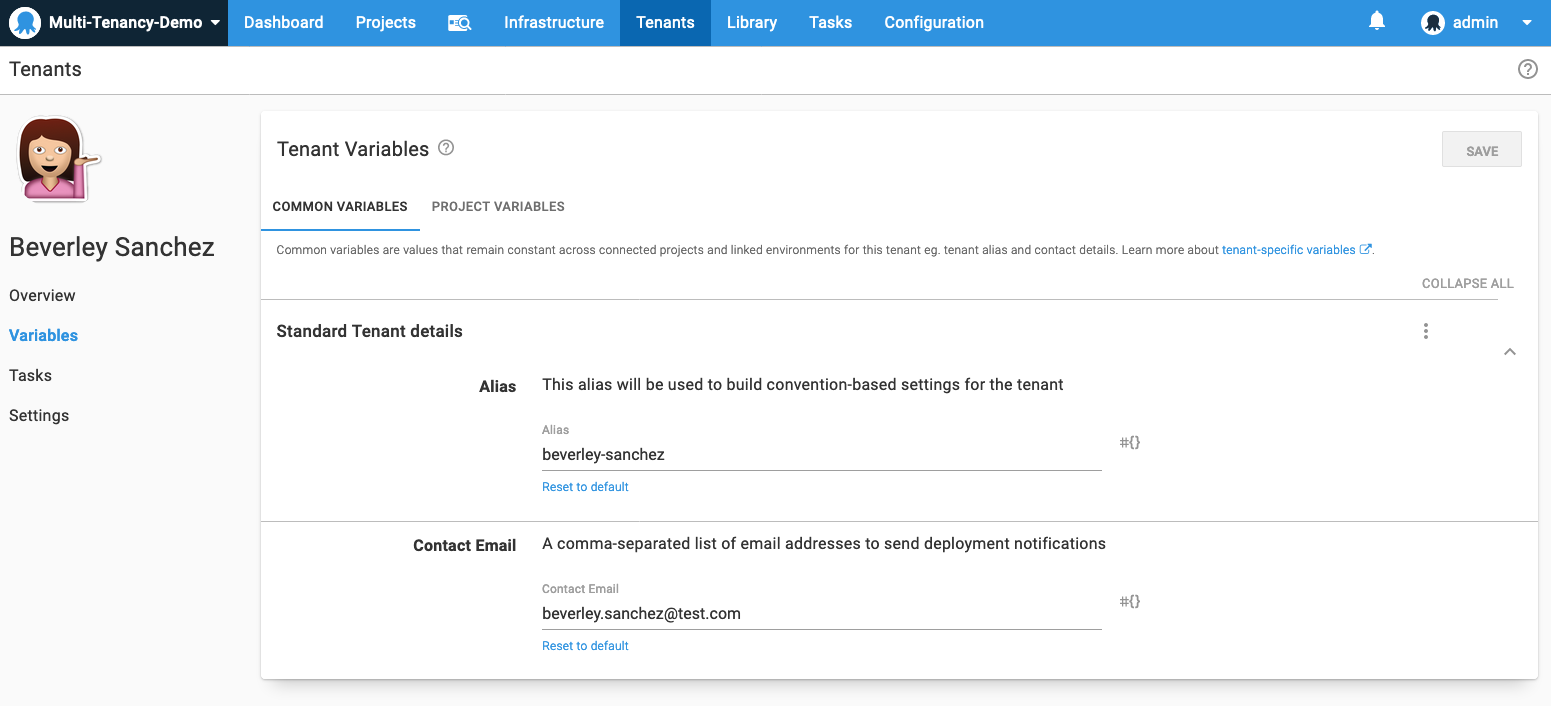 Multi-Tenancy-Demo Dashboard Projects Infrastructure Tenants Library Tasks Configuration admin
Tenants
Tenant Variables
SAVE
COMMON VARIABLES PROJECT VARIABLES
Common variables are values that remain constant across connected projects and linked environments for this tenant eg. tenant alias and contact details. Learn more about tenant-specific variables.
COLLAPSE ALL
Beverley Sanchez
Overview
Variables
Tasks
Settings
Standard Tenant details
Alias This alias will be used to build convention-based settings for the tenant
Alias
beverley-sanchez #{}
Reset to default
Contact Email A comma-separated list of email addresses to send deployment notifications
Contact Email
beverley.sanchez@test.com #{}
Reset to default